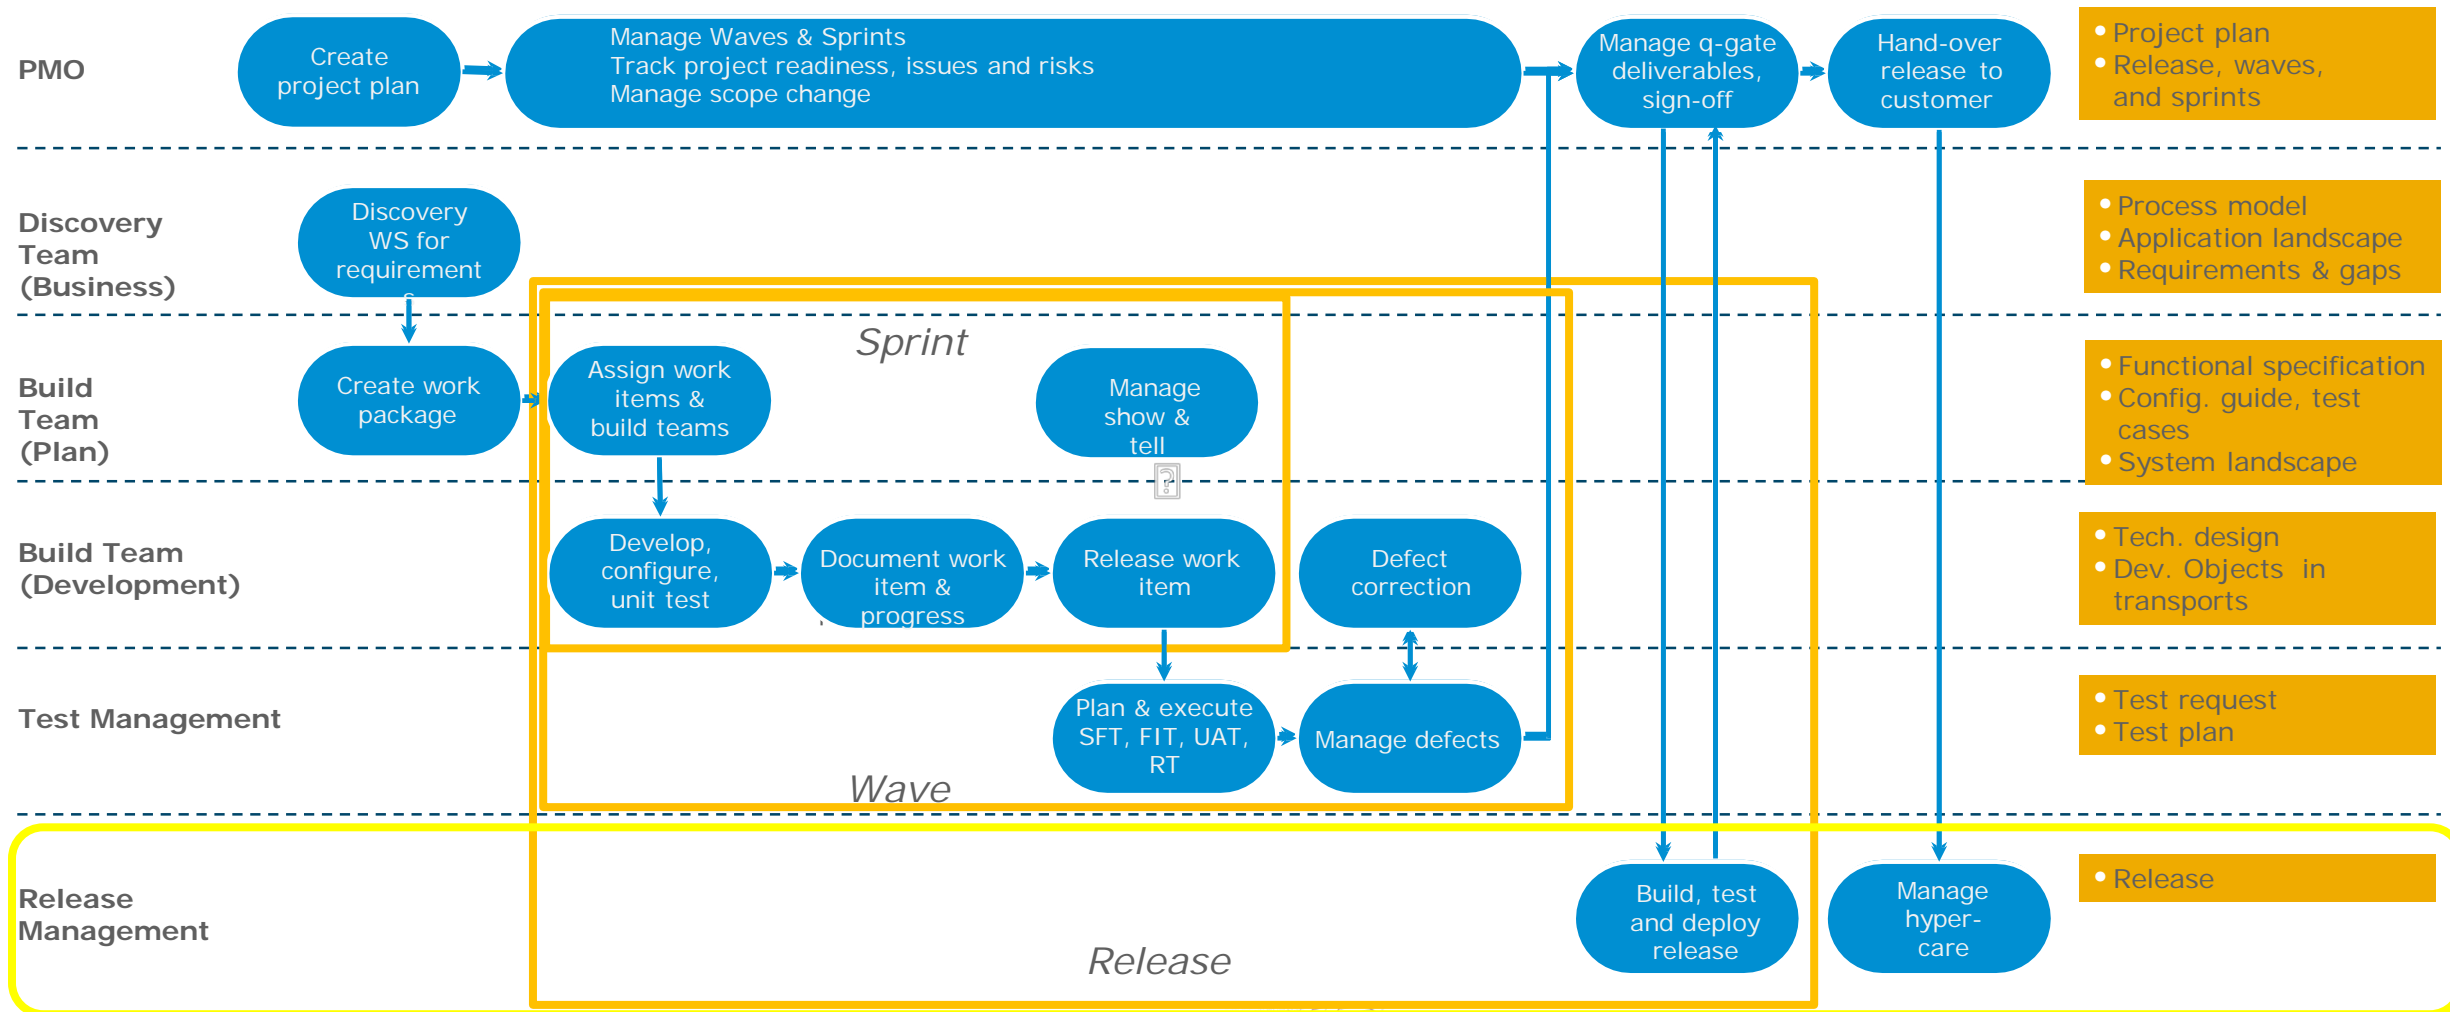 PMO
Create
project plan
Manage Waves & Sprints
Track project readiness, issues and risks
Manage scope change
Manage q-gate
deliverables,
sign-off
Hand-over
release to
customer
• Project plan
• Release, waves,
and sprints
Discovery
Team
(Business)
Discovery
WS for
requirement
s
• Process model
• Application landscape
• Requirements & gaps
Sprint
Build
Team
(Plan)
Create work
package
Assign work
items &
build teams
Manage
show &
tell
• Functional specification
• Config. guide, test
cases
• System landscape
Build Team
(Development)
Develop,
configure,
unit test
Document work
item &
progress
Release work
item
Defect
correction
• Tech. design
• Dev. Objects in
transports
Test Management
Plan & execute
SFT, FIT, UAT,
RT
Manage defects
• Test request
• Test plan
Wave
Release
Management
Build, test
and deploy
release
Manage
hyper-
care
• Release
Release